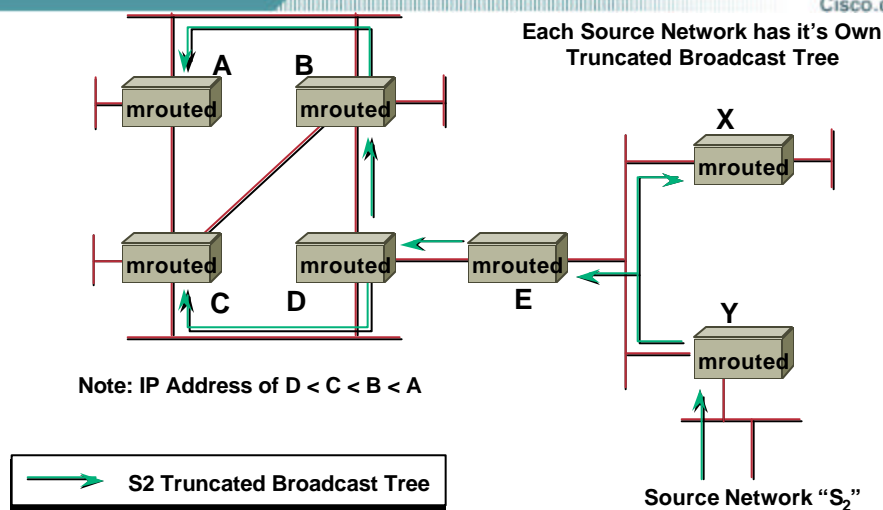 Cisco.c
Each Source Network has it's Own
Truncated Broadcast Tree
A
B
mrouted
mrouted
X
mrouted
mrouted
mrouted
mrouted
C
D
E
Y
mrouted
Note: IP Address of D < C < B < A
S2 Truncated Broadcast Tree
Source Network “S₂”